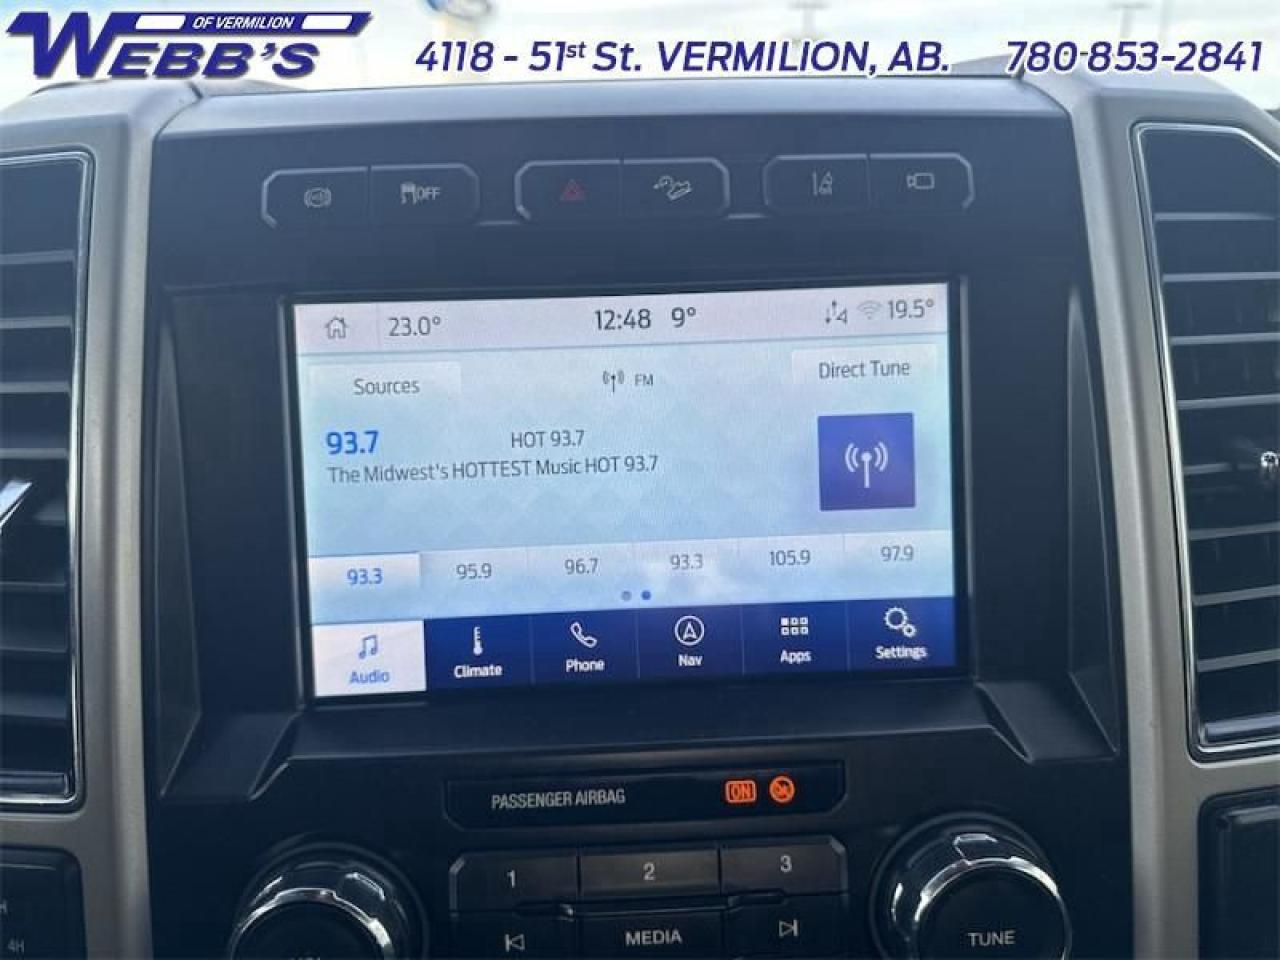 WEBB'S OF VERMILION 4118 - 51st St. VERMILION, AB. 780-853-2841
OFF
23.0° 12:48 9° 19.5°
Sources FM Direct Tune
93.7 HOT 93.7
The Midwest's HOTTEST Music HOT 93.7
93.3 95.9 96.7 93.3 105.9 97.9
Audio Climate Phone Nav Apps Settings
PASSENGER AIRBAG ON
1 2 3
4H MEDIA TUNE